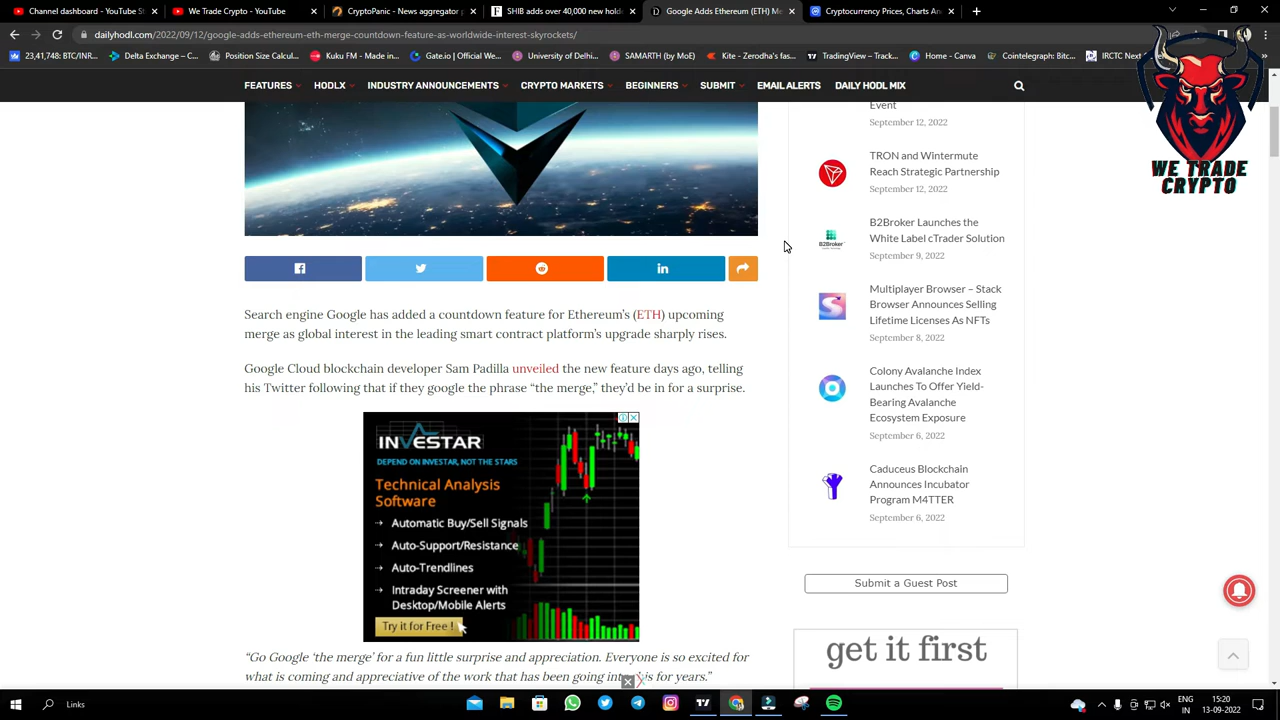 Crypto Adds Destination - YouTube
We Trade Crypto - YouTube
CryptoPanic - News aggregator
SHIB adds over 40,000 new holde
Google Adds Ethereum (ETH) M
Cryptocurrency Prices, Charts An
dailyhodl.com/2022/09/12/google-adds-ethereum-eth-merge-countdown-feature-as-worldwide-interest-skyrockets/
23,41,748: BTC/INR...
Delta Exchange – C...
Position Size Calcul...
Kuku FM - Made in...
Gate.io | Official We...
University of Delhi...
SAMARTH (by MoE)
Kite - Zerodha's fas...
TradingView – Track...
Home - Canva
Cointelegraph: Bitc...
IRCTC Next
FEATURES
HODLX
INDUSTRY ANNOUNCEMENTS
CRYPTO MARKETS
BEGINNERS
SUBMIT
EMAIL ALERTS
DAILY HODL MIX
WE TRADE
CRYPTO
Event
September 12, 2022
TRON and Wintermute
Reach Strategic Partnership
September 12, 2022
B2Broker Launches the
White Label cTrader Solution
September 9, 2022
B2BROKER
Multiplayer Browser – Stack
Browser Announces Selling
Lifetime Licenses As NFTs
September 8, 2022
Colony Avalanche Index
Launches To Offer Yield-
Bearing Avalanche
Ecosystem Exposure
September 6, 2022
Caduceus Blockchain
Announces Incubator
Program M4TTER
September 6, 2022
Submit a Guest Post
get it first
Search engine Google has added a countdown feature for Ethereum's (ETH) upcoming
merge as global interest in the leading smart contract platform's upgrade sharply rises.
Google Cloud blockchain developer Sam Padilla unveiled the new feature days ago, telling
his Twitter following that if they google the phrase “the merge,” they'd be in for a surprise.
INVESTAR
DEPEND ON INVESTAR, NOT THE STARS
Technical Analysis
Software
Automatic Buy/Sell Signals
Auto-Support/Resistance
Auto-Trendlines
Intraday Screener with
Desktop/Mobile Alerts
Try it for Free !
“Go Google ‘the merge’ for a fun little surprise and appreciation. Everyone is so excited for
what is coming and appreciative of the work that has been going into this for years.”
Links
ENG
IN
15:20
13-09-2022